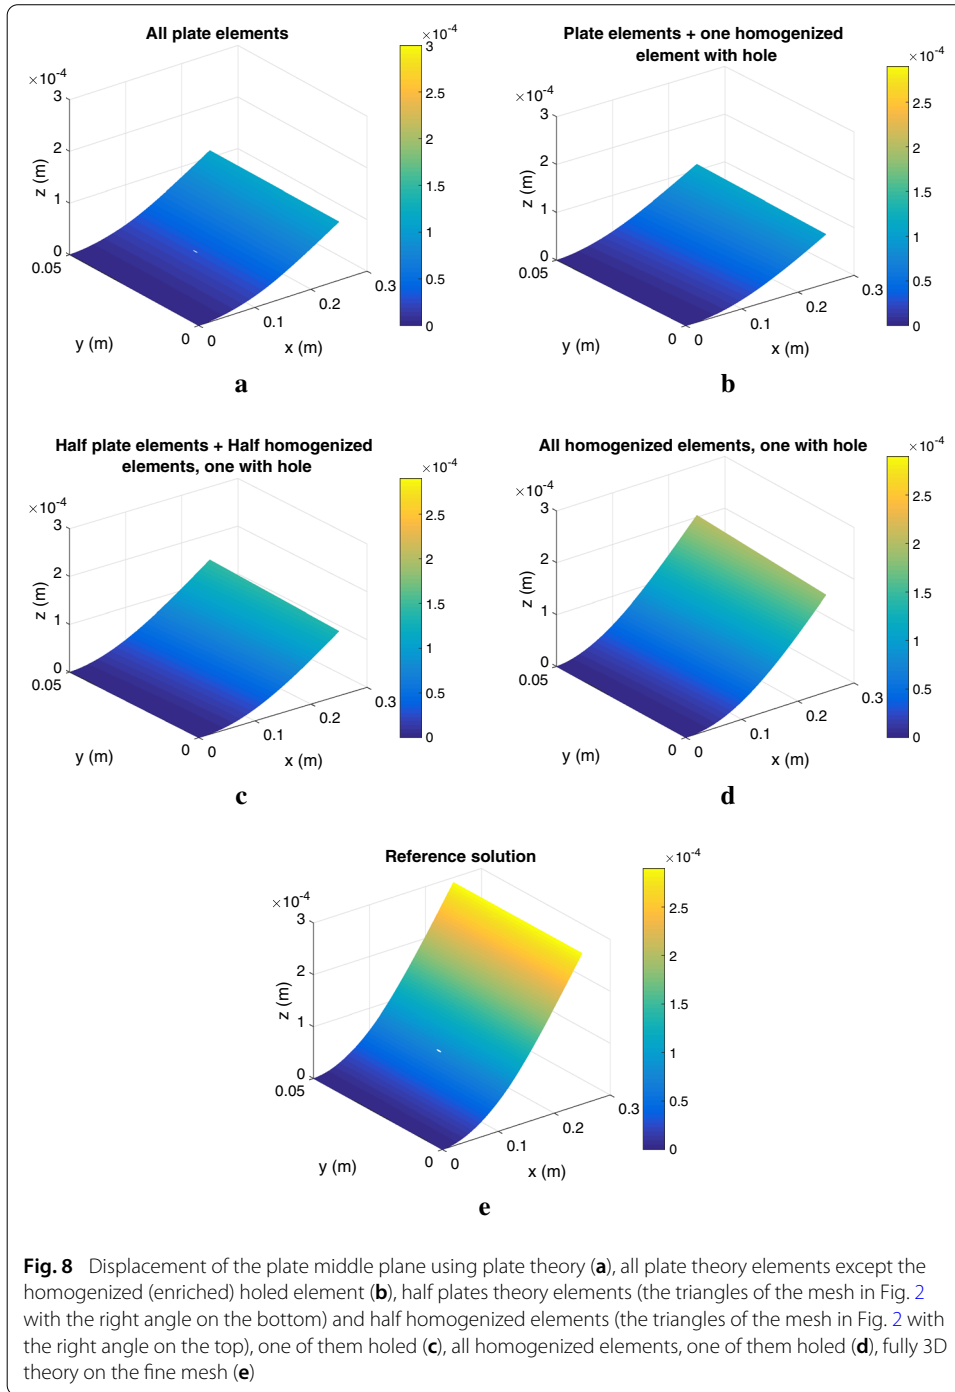 All plate elements
×10-4
3
2
1
0
0.05
z (m)
y (m)
0
0
0.1
0.2
0.3
x (m)
×10-4
3
2.5
2
1.5
1
0.5
0
a
Plate elements + one homogenized
element with hole
×10-4
3
2
1
0
0.05
z (m)
y (m)
0
0
0.1
0.2
0.3
x (m)
×10-4
2.5
2
1.5
1
0.5
0
b
Half plate elements + Half homogenized
elements, one with hole
×10-4
3
2
1
0
0.05
z (m)
y (m)
0
0
0.1
0.2
0.3
x (m)
×10-4
2.5
2
1.5
1
0.5
0
c
All homogenized elements, one with hole
×10-4
3
2
1
0
0.05
z (m)
y (m)
0
0
0.1
0.2
0.3
x (m)
×10-4
2.5
2
1.5
1
0.5
0
d
Reference solution
×10-4
3
2
1
0
0.05
z (m)
y (m)
0
0
0.1
0.2
0.3
x (m)
×10-4
2.5
2
1.5
1
0.5
0
e
Fig. 8 Displacement of the plate middle plane using plate theory (a), all plate theory elements except the
homogenized (enriched) holed element (b), half plates theory elements (the triangles of the mesh in Fig. 2
with the right angle on the bottom) and half homogenized elements (the triangles of the mesh in Fig. 2 with
the right angle on the top), one of them holed (c), all homogenized elements, one of them holed (d), fully 3D
theory on the fine mesh (e)